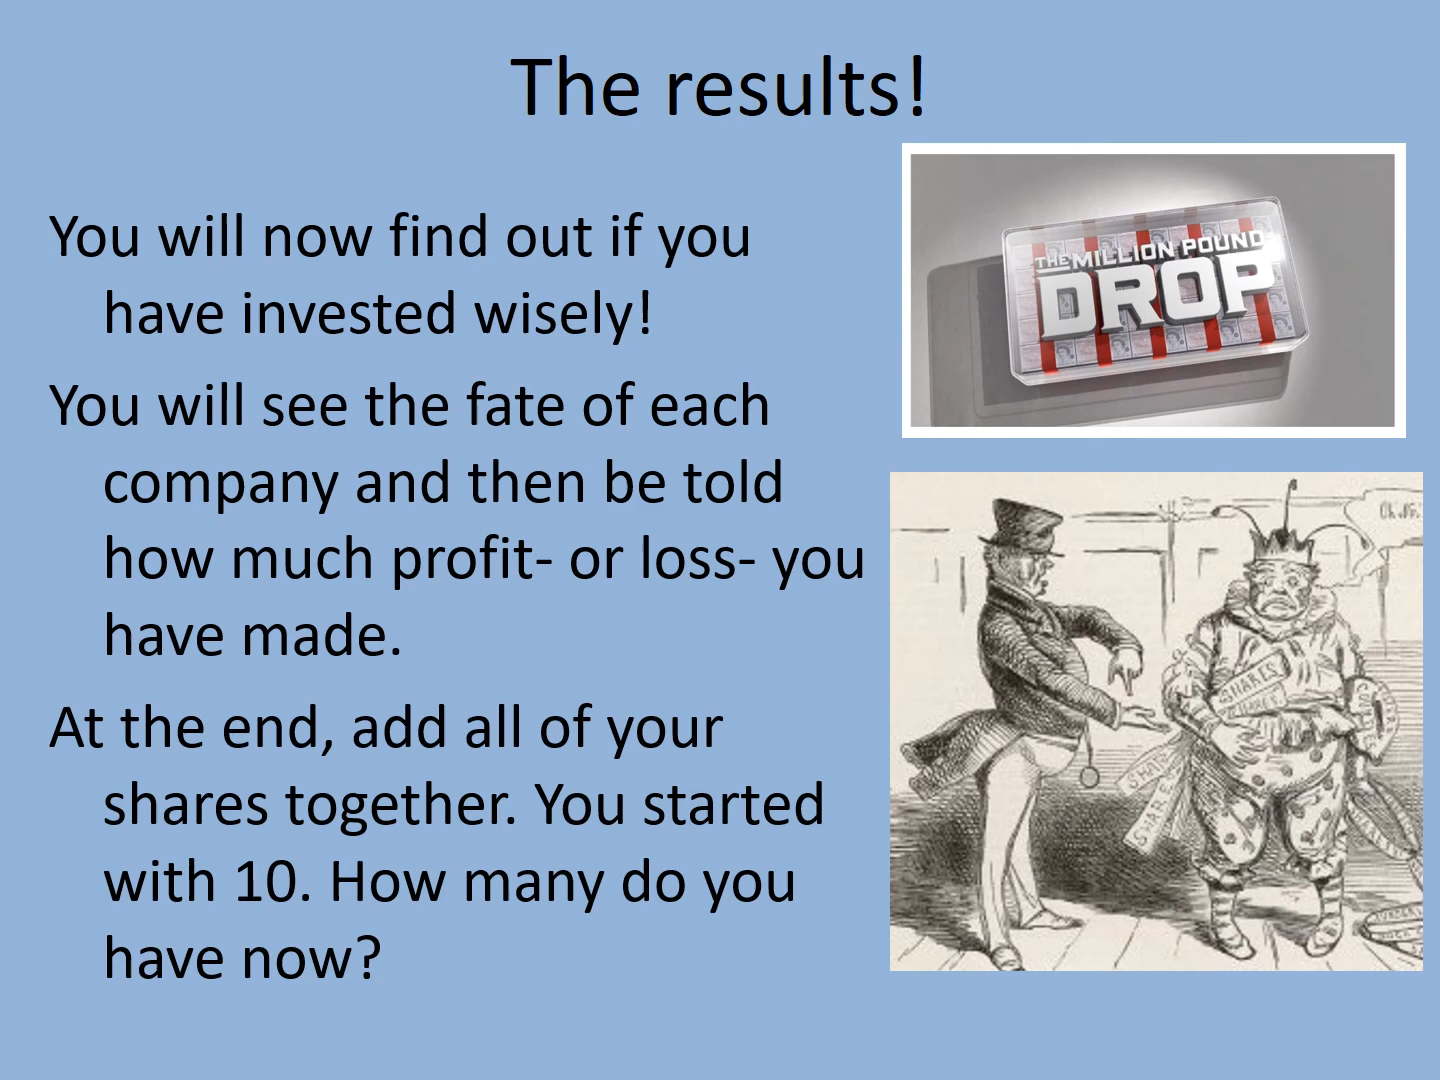 The results!
You will now find out if you
have invested wisely!
You will see the fate of each
company and then be told
how much profit- or loss- you
have made.
At the end, add all of your
shares together. You started
with 10. How many do you
have now?
THE MILLION POUND
DROP
SHARES
SHARES
SHARES